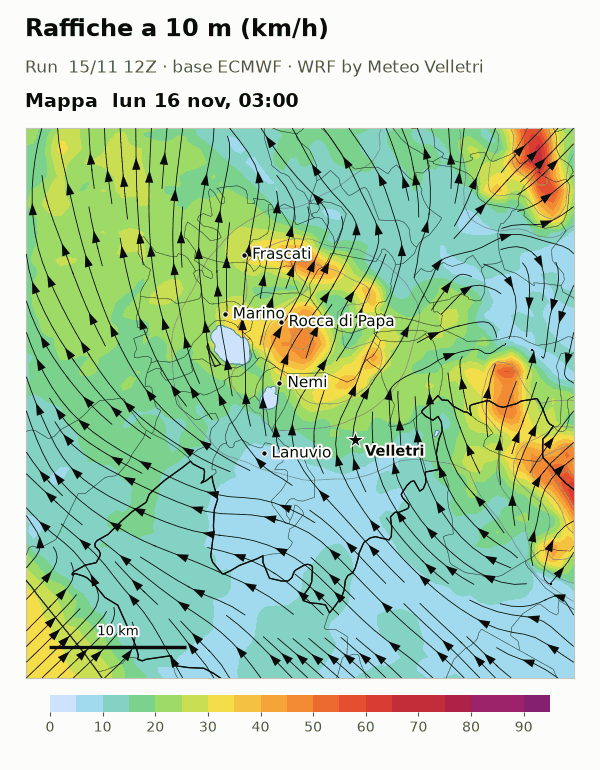 Raffiche a 10 m (km/h)
Run  15/11 12Z · base ECMWF · WRF by Meteo Velletri
Mappa  lun 16 nov, 03:00
Frascati
Marino
Rocca di Papa
Nemi
Velletri
Lanuvio
10 km
0 10 20 30 40 50 60 70 80 90